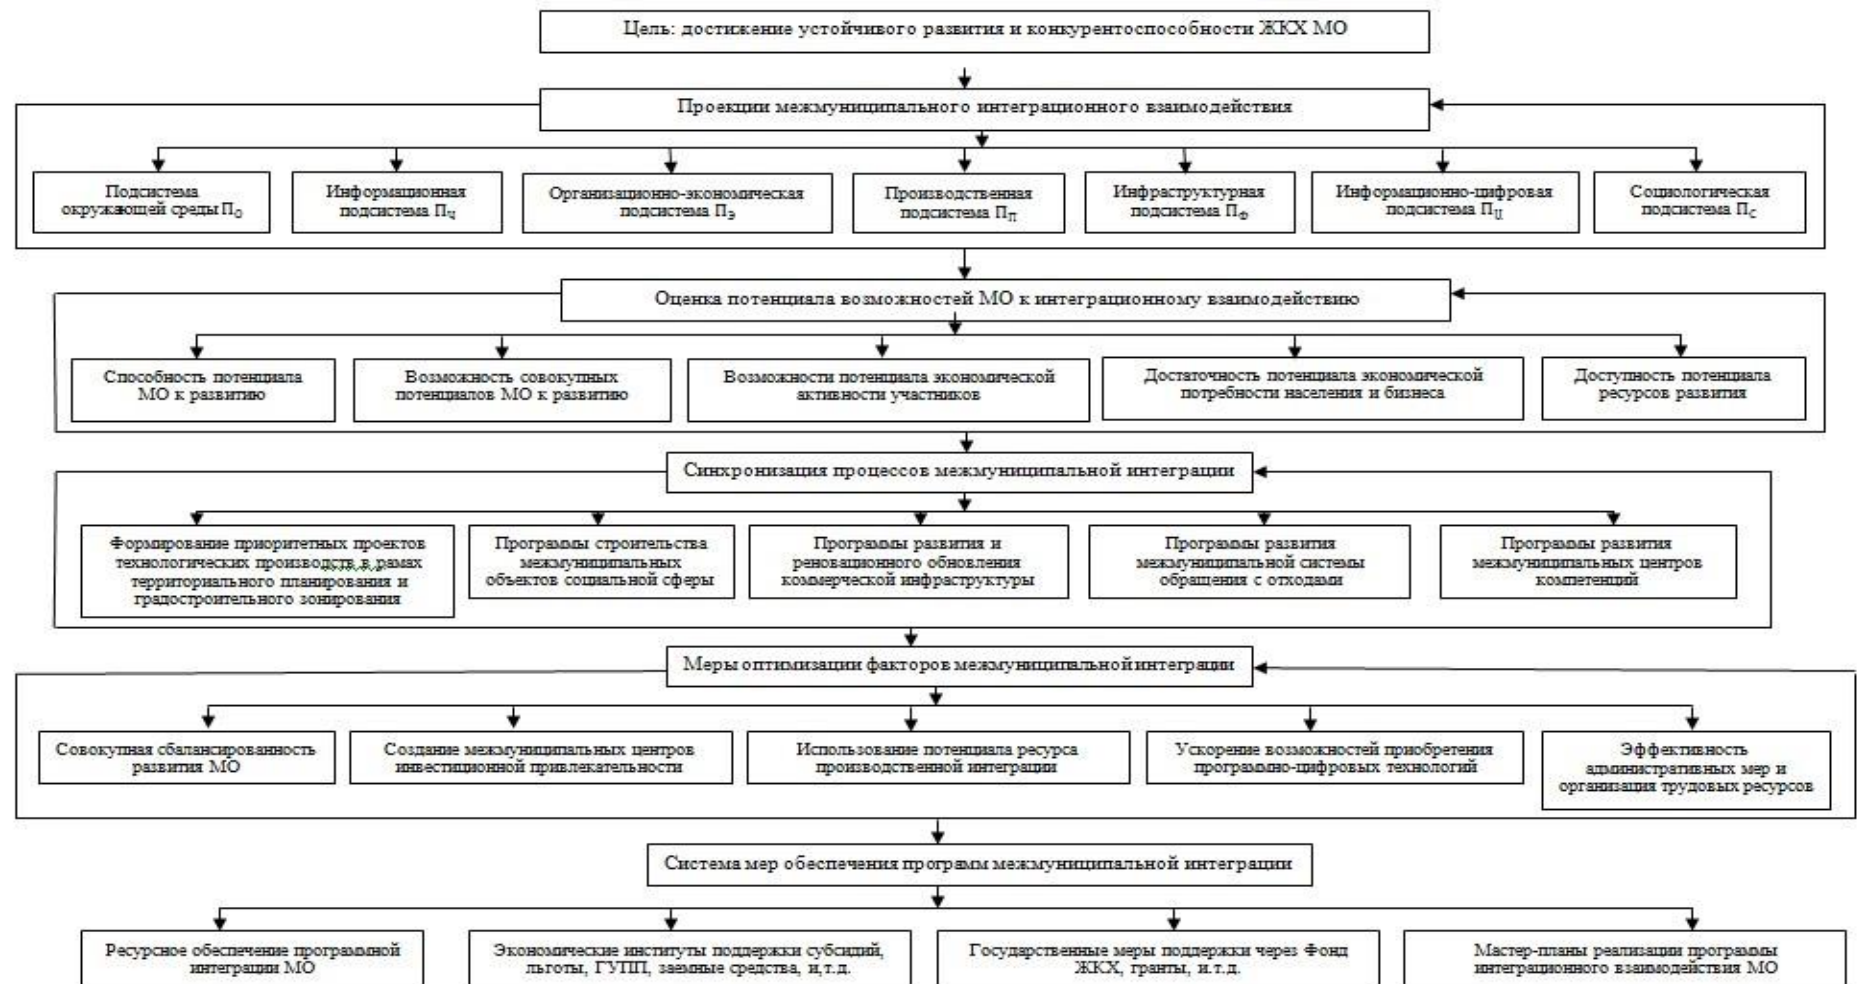 Цель: достижение устойчивого развития и конкурентоспособности ЖКХ МО
Проекции межмуниципального интеграционного взаимодействия
Подсистема
окружающей среды П₀
Информационная
подсистема Пч
Организационно-экономическая
подсистема Пэ
Производственная
подсистема Пп
Инфраструктурная
подсистема Пф
Информационно-цифровая
подсистема Пц
Социологическая
подсистема Пс
Оценка потенциала возможностей МО к интеграционному взаимодействию
Способность потенциала
МО к развитию
Возможность совокупных
потенциалов МО к развитию
Возможности потенциала экономической
активности участников
Достаточность потенциала экономической
потребности населения и бизнеса
Доступность потенциала
ресурсов развития
Синхронизация процессов межмуниципальной интеграции
Формирование приоритетных проектов
технологических производств в рамах
территориального планирования и
градостроительного зонирования
Программы строительства
межмуниципальных
объектов социальной сферы
Программы развития и
реновационного обновления
коммерческой инфраструктуры
Программы развития
межмуниципальной системы
обращения с отходами
Программы развития
межмуниципальных центров
компетенций
Меры оптимизации факторов межмуниципальной интеграции
Совокупная сбалансированность
развития МО
Создание межмуниципальных центров
инвестиционной привлекательности
Использование потенциала ресурса
производственной интеграции
Ускорение возможностей приобретения
программно-цифровых технологий
Эффективность
административных мер и
организация трудовых ресурсов
Система мер обеспечения программ межмуниципальной интеграции
Ресурсное обеспечение программной
интеграции МО
Экономические институты поддержки субсидий,
льготы, ГУПП, заемные средства, и,т.д.
Государственные меры поддержки через Фонд
ЖКХ, гранты, и.т.д.
Мастер-планы реализации программы
интеграционного взаимодействия МО